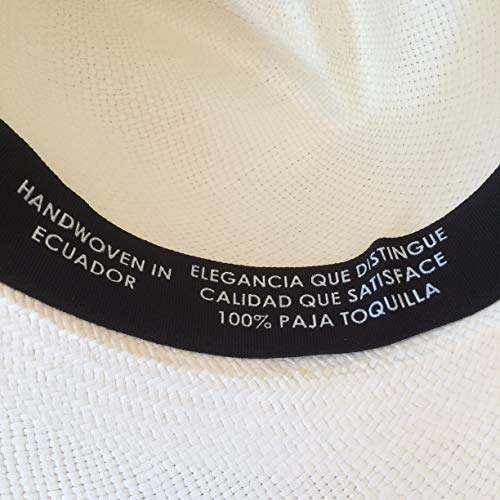 HANDWOVEN IN
ECUADOR
ELEGANCIA QUE DISTINGUE
CALIDAD QUE SATISFACE
100% PAJA TOQUILLA